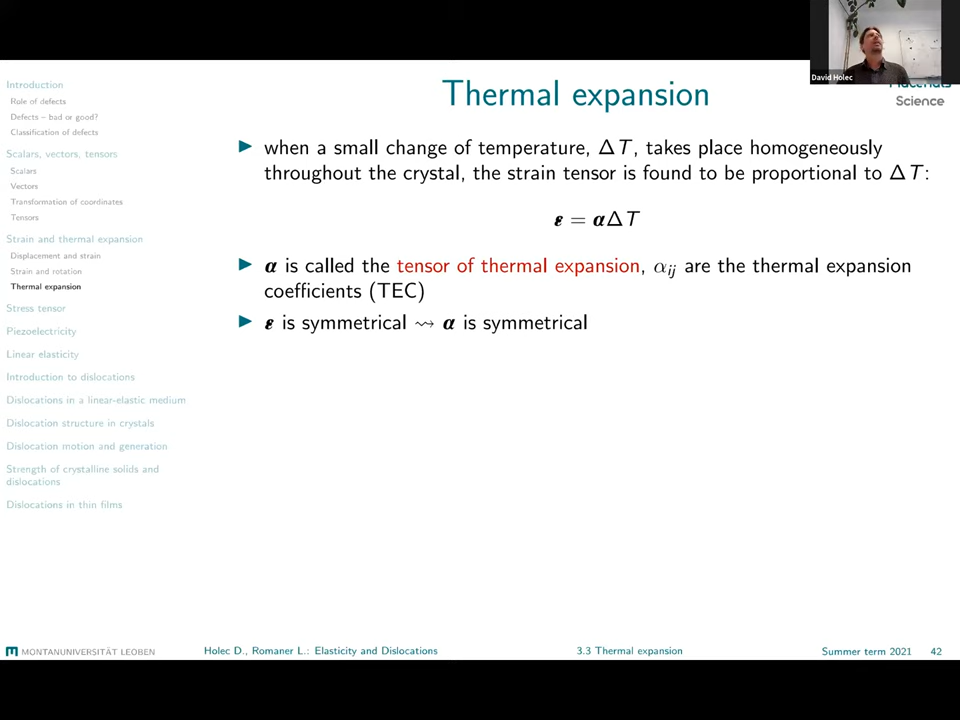 David Holec
Materials
Science
Introduction
Role of defects
Defects – bad or good?
Classification of defects
Scalars, vectors, tensors
Scalars
Vectors
Transformation of coordinates
Tensors
Strain and thermal expansion
Displacement and strain
Strain and rotation
Thermal expansion
Stress tensor
Piezoelectricity
Linear elasticity
Introduction to dislocations
Dislocations in a linear-elastic medium
Dislocation structure in crystals
Dislocation motion and generation
Strength of crystalline solids and
dislocations
Dislocations in thin films
Thermal expansion
▶ when a small change of temperature, ΔT, takes place homogeneously
throughout the crystal, the strain tensor is found to be proportional to ΔT:
ε = αΔT
▶ α is called the tensor of thermal expansion, αij are the thermal expansion
coefficients (TEC)
▶ ε is symmetrical ⇝ α is symmetrical
MONTANUNIVERSITÄT LEOBEN
Holec D., Romaner L.: Elasticity and Dislocations
3.3 Thermal expansion
Summer term 2021 42